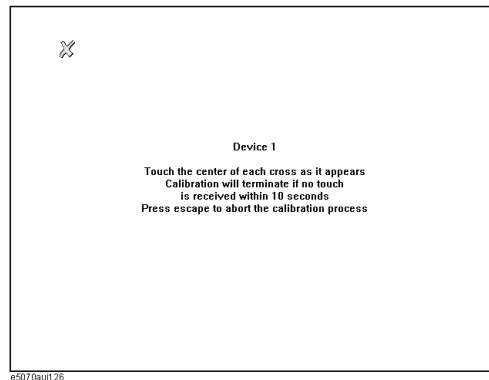 Device 1
Touch the center of each cross as it appears
Calibration will terminate if no touch
is received within 10 seconds
Press escape to abort the calibration process
e5070auj126